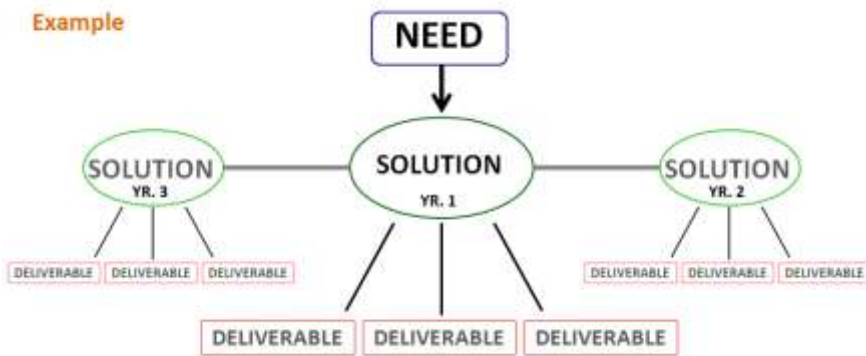 Example
NEED
SOLUTION
YR. 3
SOLUTION
YR. 1
SOLUTION
YR. 2
DELIVERABLE
DELIVERABLE
DELIVERABLE
DELIVERABLE
DELIVERABLE
DELIVERABLE
DELIVERABLE
DELIVERABLE
DELIVERABLE